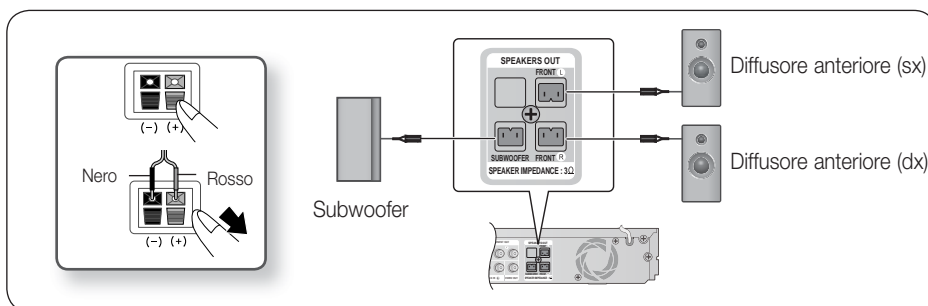 (-) (+)
Nero
Rosso
(-) (+)
Subwoofer
SPEAKERS OUT
FRONT L
SUBWOOFER FRONT R
SPEAKER IMPEDANCE : 3Ω
Diffusore anteriore (sx)
Diffusore anteriore (dx)